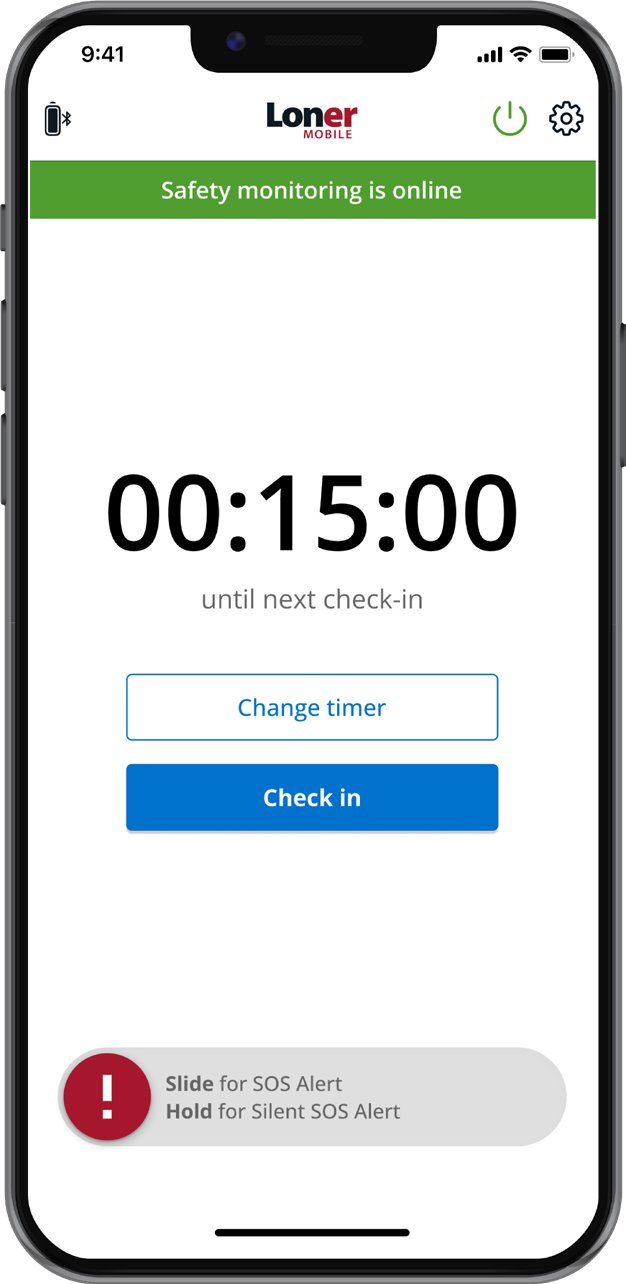 9:41
Loner
MOBILE
Safety monitoring is online
00:15:00
until next check-in
Change timer
Check in
!
Slide for SOS Alert
Hold for Silent SOS Alert